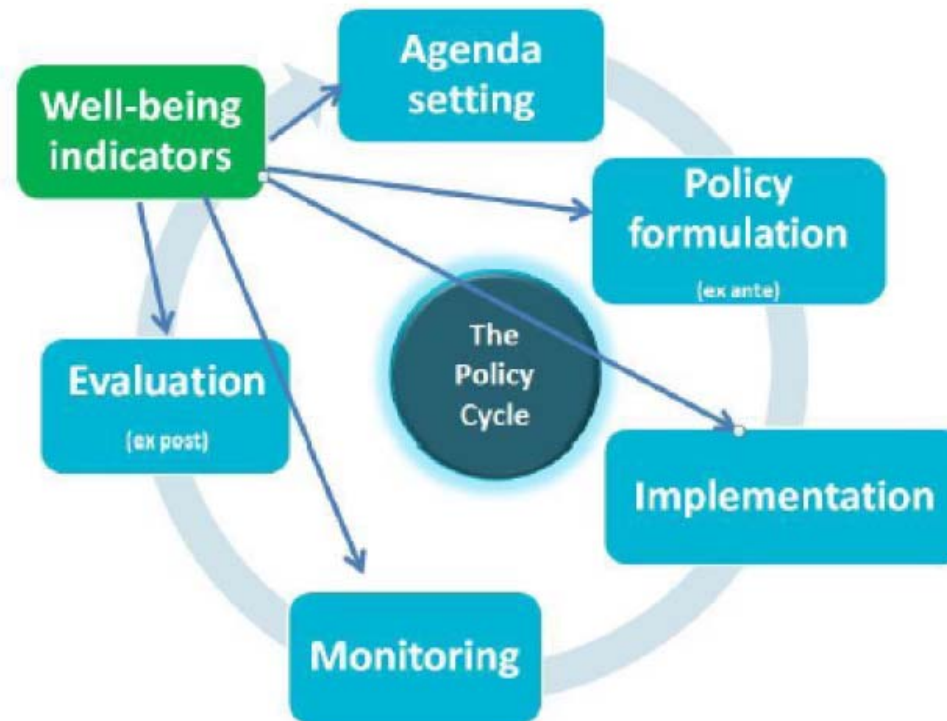 Agenda
setting
Well-being
indicators
Policy
formulation
(ex ante)
The
Policy
Cycle
Evaluation
(ex post)
Implementation
Monitoring